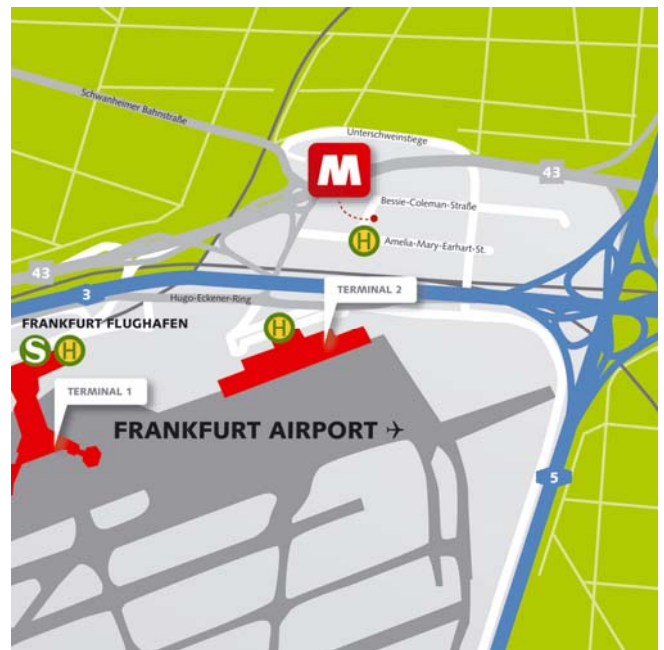 Schwanheimer Bahnstraße
Unterschweinstiege
M
43
Bessie-Coleman-Straße
H
Amelia-Mary-Earhart-St.
43
3
Hugo-Eckener-Ring
TERMINAL 2
FRANKFURT FLUGHAFEN
H
S H
TERMINAL 1
FRANKFURT AIRPORT
5